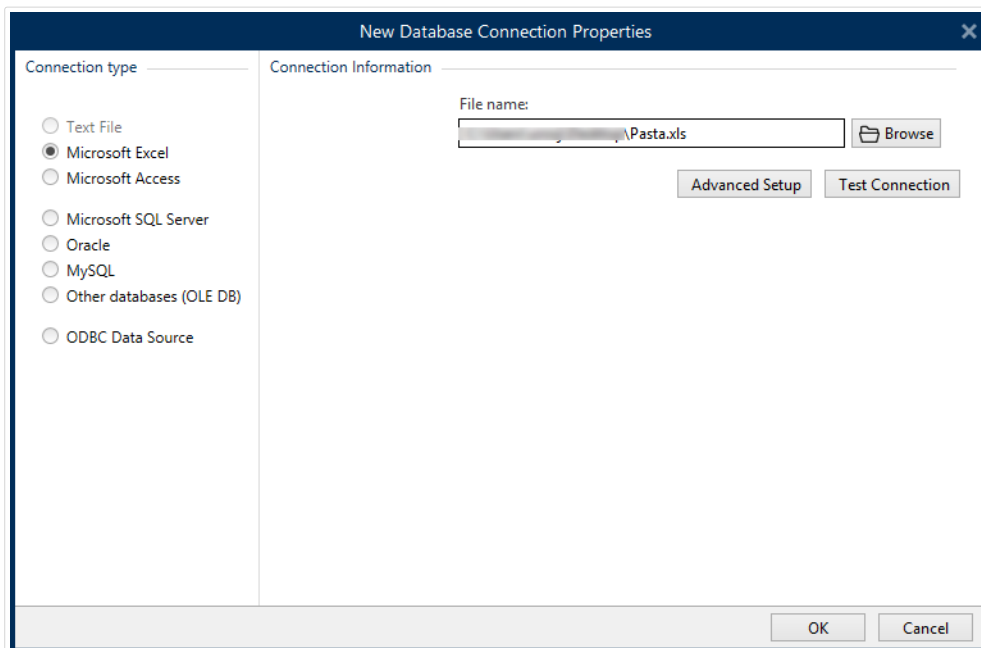 New Database Connection Properties
Connection type
Connection Information
File name:
\Pasta.xls
Browse
Text File
Microsoft Excel
Microsoft Access
Advanced Setup
Test Connection
Microsoft SQL Server
Oracle
MySQL
Other databases (OLE DB)
ODBC Data Source
OK
Cancel